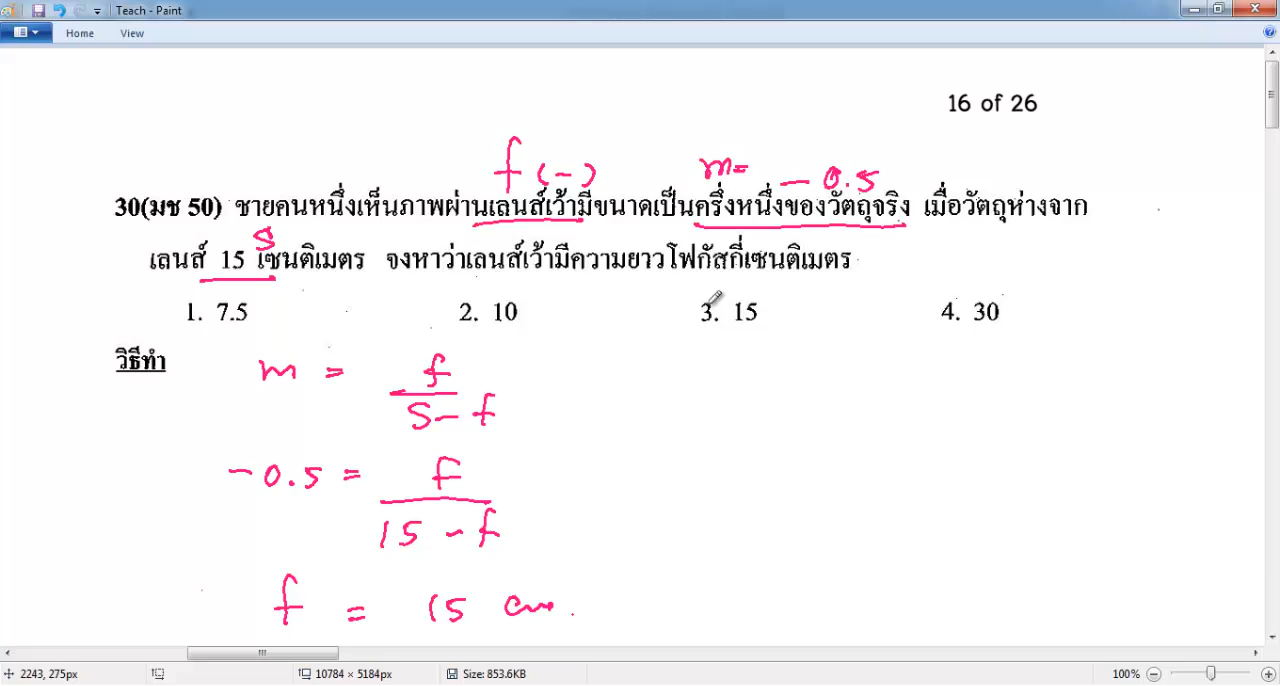 Teach - Paint
Home View
16 of 26
f (-) m = - 0.5
30(มช 50) ชายคนหนึ่งเห็นภาพผ่านเลนส์เว้ามีขนาดเป็นครึ่งหนึ่งของวัตถุจริง เมื่อวัตถุห่างจาก
S
เลนส์ 15 เซนติเมตร จงหาว่าเลนส์เว้ามีความยาวโฟกัสกี่เซนติเมตร
1. 7.5 2. 10 3. 15 4. 30
วิธีทำ
m = f
S - f
-0.5 = f
15 - f
f = 15 cm.
2243, 275px 10784 × 5184px Size: 853.6KB 100%